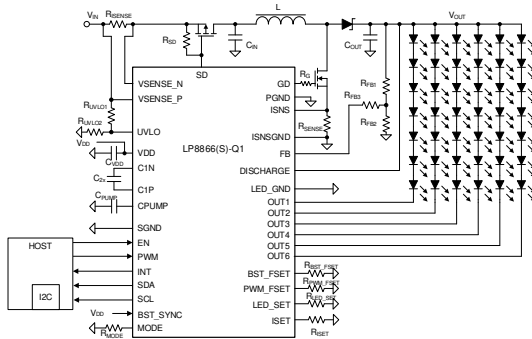 VIN
RISENSE
L
VOUT
RSD
CIN
COUT
SD
RG
GD
RFB1
VSENSE_N
PGND
RFB3
VSENSE_P
ISNS
RUVLO1
RSENSE
RFB2
RUVLO2
UVLO
ISNSGND
VDD
LP8866(S)-Q1
FB
VDD
CVDD
C1N
DISCHARGE
C2x
C1P
LED_GND
CPUMP
CPUMP
OUT1
OUT2
SGND
OUT3
HOST
OUT4
EN
OUT5
PWM
OUT6
INT
BST_FSET
RBST_FSET
I2C
SDA
PWM_FSET
RPWM_FSET
SCL
LED_SET
RLED_SET
VDD
BST_SYNC
RMODE
MODE
ISET
RISET